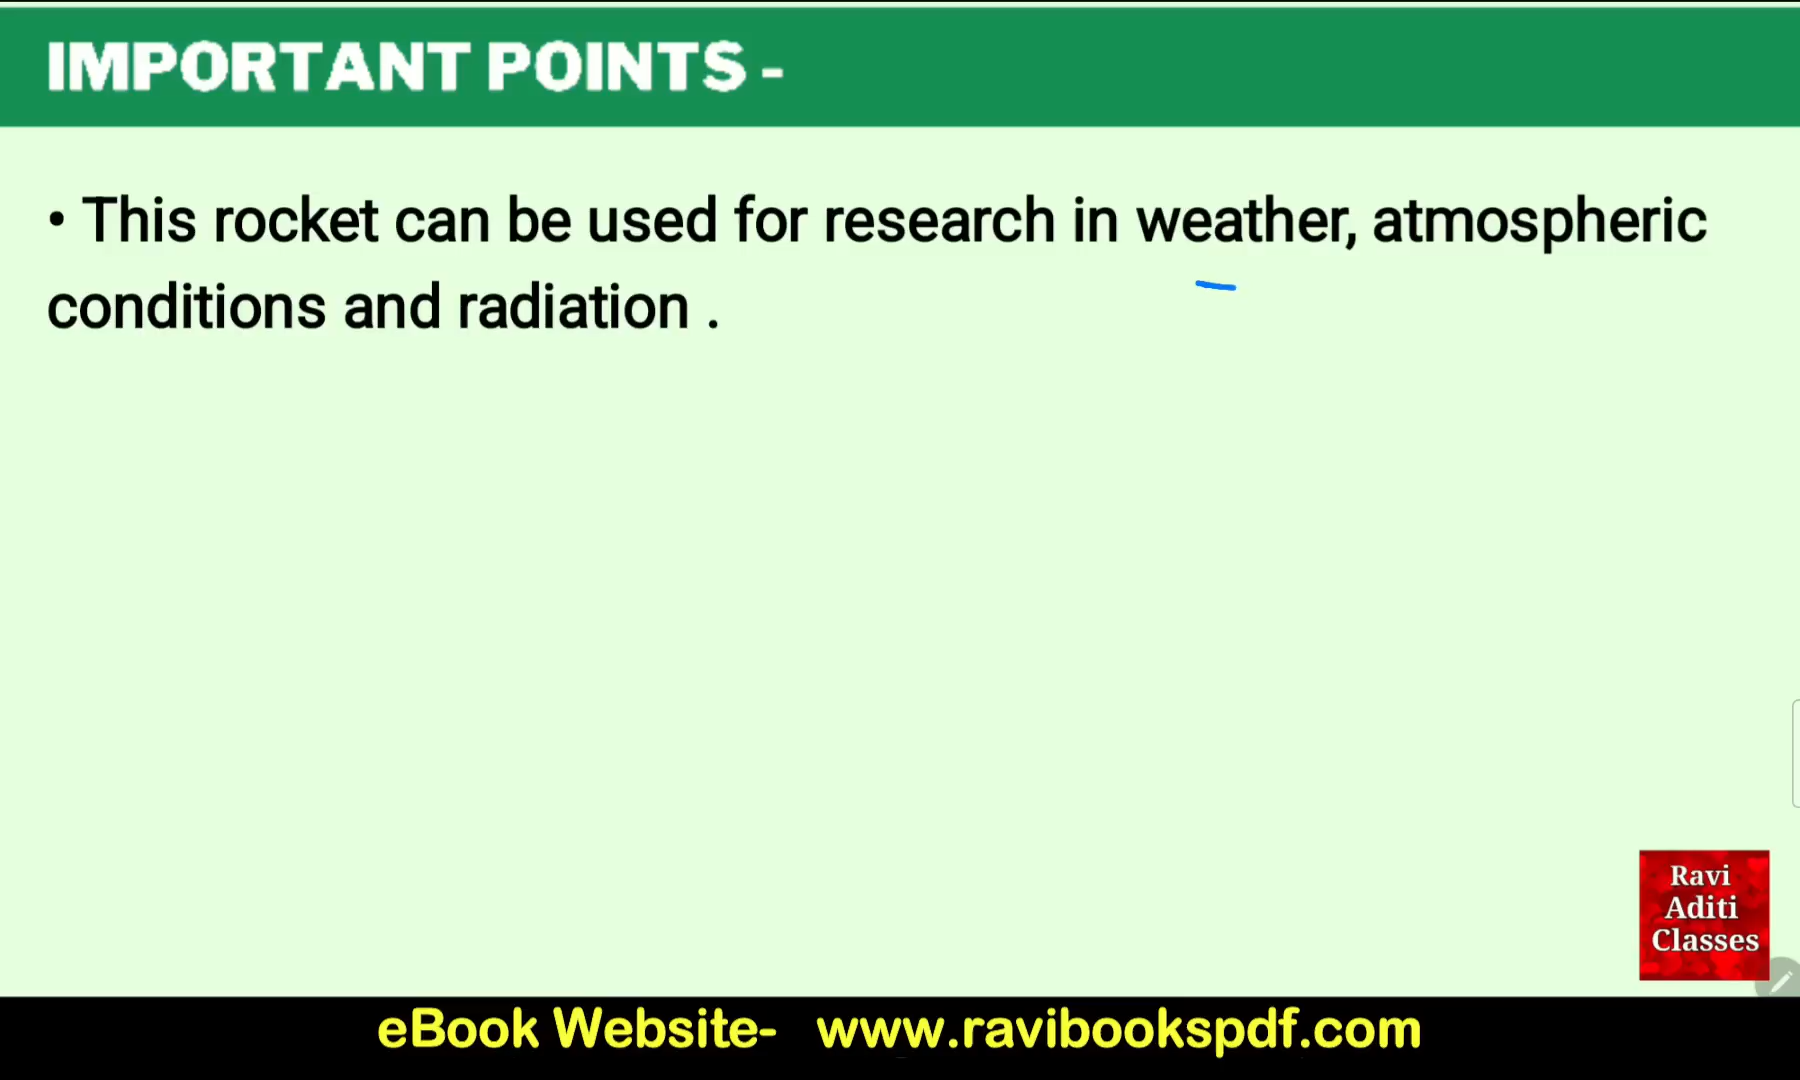 IMPORTANT POINTS -
• This rocket can be used for research in weather, atmospheric
conditions and radiation .
Ravi
Aditi
Classes
eBook Website- www.ravibookspdf.com